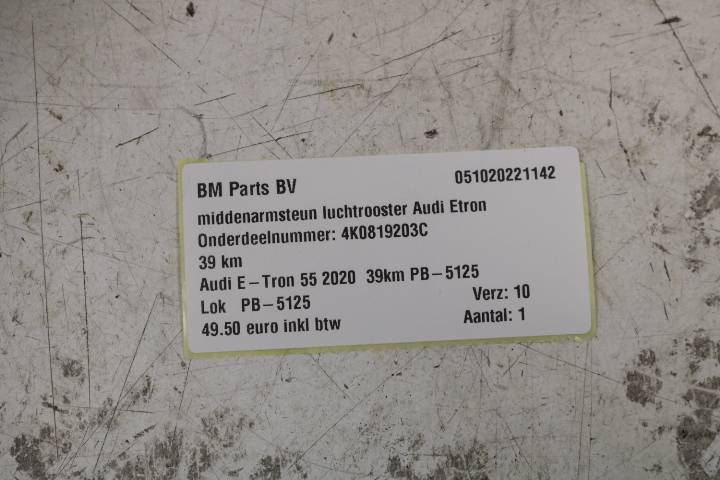 BM Parts BV 051020221142
middenarmsteun luchtrooster Audi Etron
Onderdeelnummer: 4K0819203C
39 km
Audi E-Tron 55 2020 39km PB-5125
Lok PB-5125 Verz: 10
49.50 euro inkl btw Aantal: 1